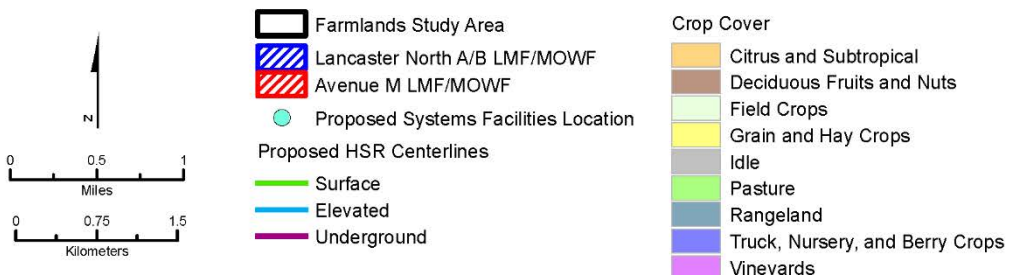 N
0 0.5 1
Miles
0 0.75 1.5
Kilometers
Farmlands Study Area
Lancaster North A/B LMF/MOWF
Avenue M LMF/MOWF
Proposed Systems Facilities Location
Proposed HSR Centerlines
Surface
Elevated
Underground
Crop Cover
Citrus and Subtropical
Deciduous Fruits and Nuts
Field Crops
Grain and Hay Crops
Idle
Pasture
Rangeland
Truck, Nursery, and Berry Crops
Vineyards